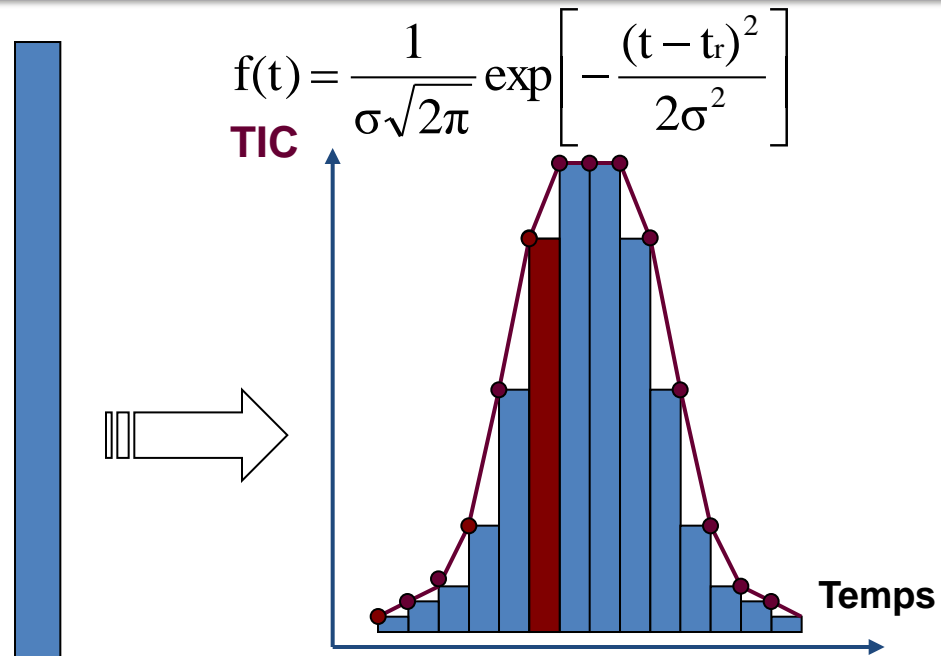 f(t) = 1/(σ√2π) exp[−(t − tr)²/2σ²]
TIC
Temps